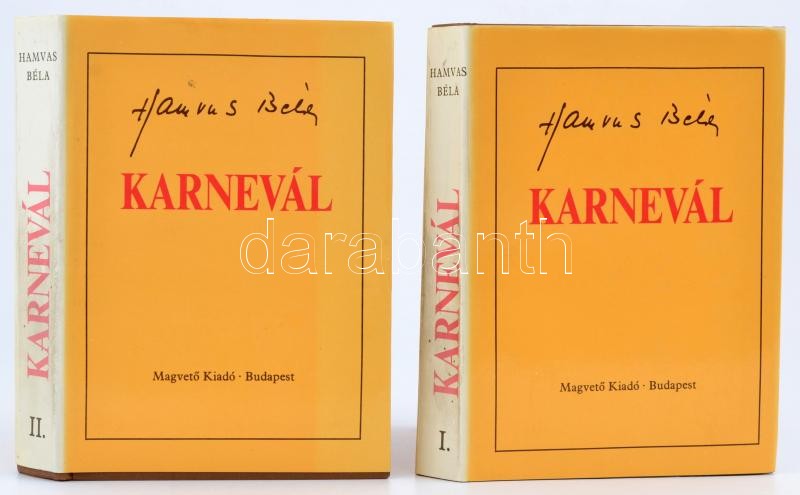 HAMVAS
BÉLA
KARNEVÁL
II.
Hamvas Béla
KARNEVÁL
Magvető Kiadó · Budapest
HAMVAS
BÉLA
KARNEVÁL
I.
Hamvas Béla
KARNEVÁL
Magvető Kiadó · Budapest
darabanth